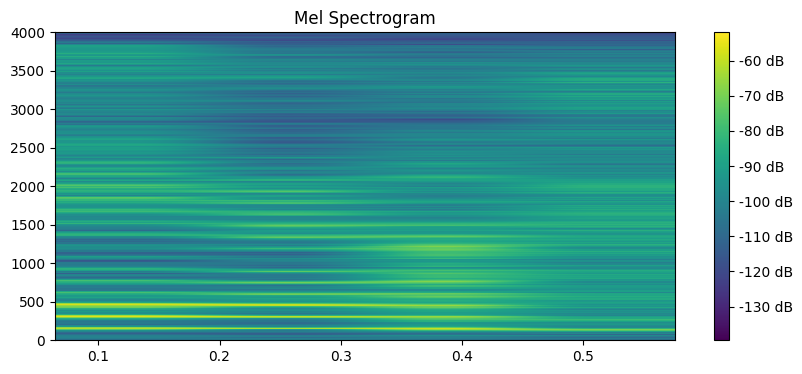 Mel Spectrogram
4000
3500
3000
2500
2000
1500
1000
500
0
0.1 0.2 0.3 0.4 0.5
-60 dB
-70 dB
-80 dB
-90 dB
-100 dB
-110 dB
-120 dB
-130 dB